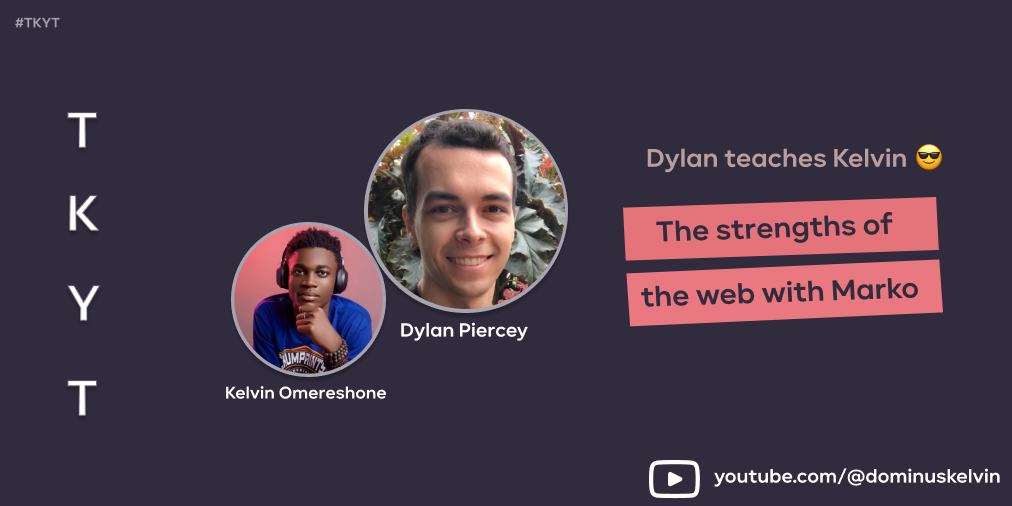 #TKYT
T
K
Y
T
Dylan teaches Kelvin 😎
The strengths of
the web with Marko
Dylan Piercey
Kelvin Omereshone
youtube.com/@dominuskelvin